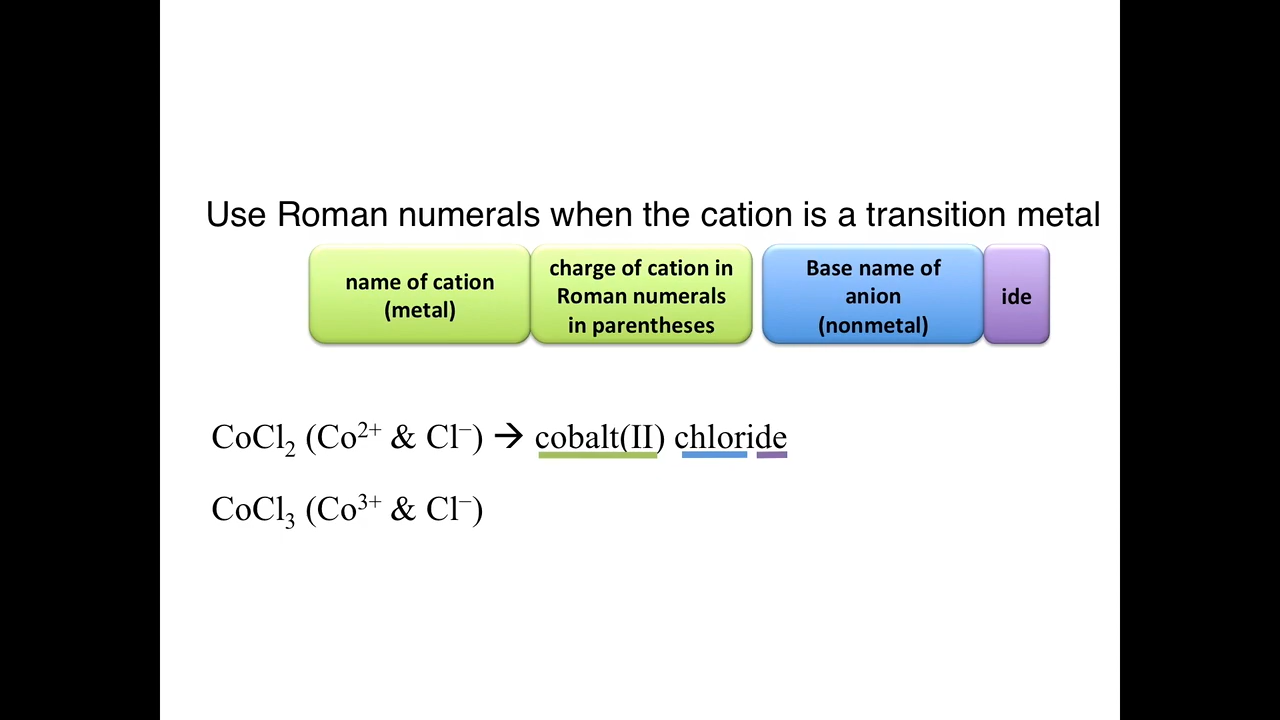 Use Roman numerals when the cation is a transition metal
name of cation
(metal)
charge of cation in
Roman numerals
in parentheses
Base name of
anion
(nonmetal)
ide
CoCl₂ (Co²⁺ & Cl⁻) → cobalt(II) chloride
CoCl₃ (Co³⁺ & Cl⁻)